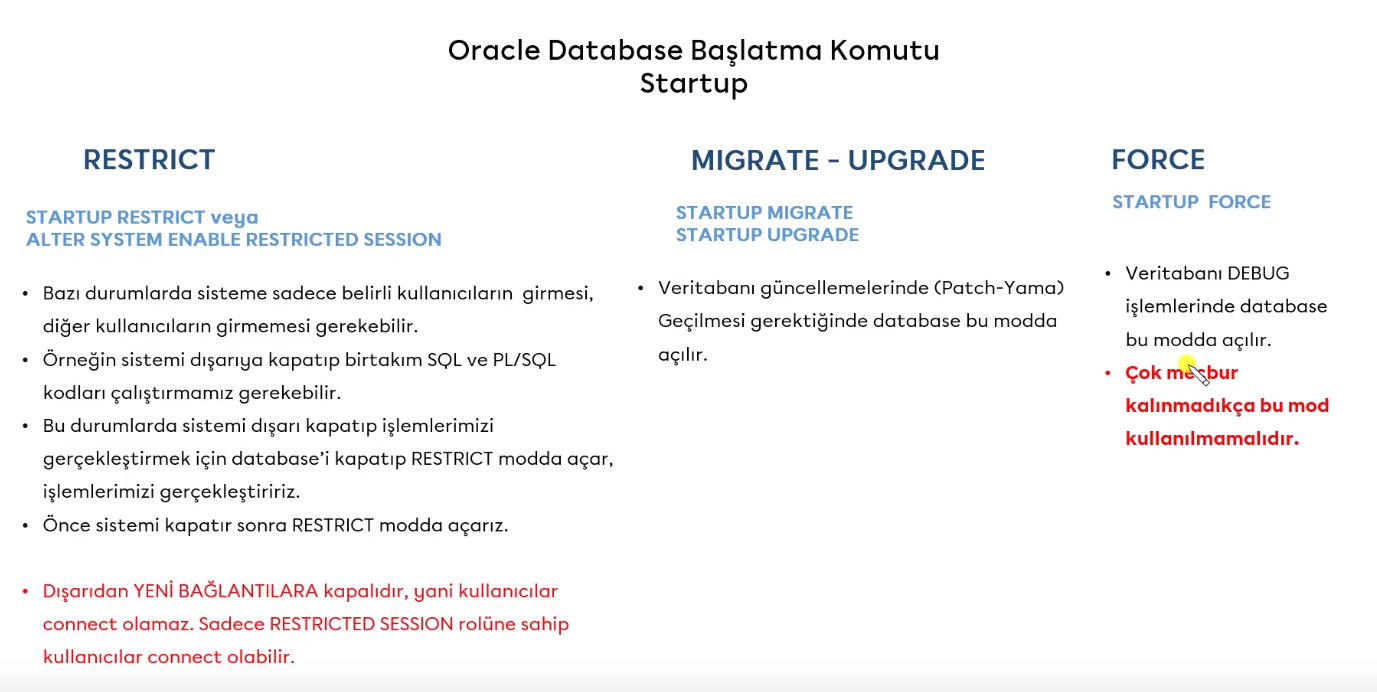 Oracle Database Başlatma Komutu
Startup
RESTRICT
STARTUP RESTRICT veya
ALTER SYSTEM ENABLE RESTRICTED SESSION
• Bazı durumlarda sisteme sadece belirli kullanıcıların girmesi,
diğer kullanıcıların girmemesi gerekebilir.
• Örneğin sistemi dışarıya kapatıp birtakım SQL ve PL/SQL
kodları çalıştırmamız gerekebilir.
• Bu durumlarda sistemi dışarı kapatıp işlemlerimizi
gerçekleştirmek için database’i kapatıp RESTRICT modda açar,
işlemlerimizi gerçekleştiririz.
• Önce sistemi kapatır sonra RESTRICT modda açarız.
• Dışarıdan YENİ BAĞLANTILARA kapalıdır, yani kullanıcılar
connect olamaz. Sadece RESTRICTED SESSION rolüne sahip
kullanıcılar connect olabilir.
MIGRATE - UPGRADE
STARTUP MIGRATE
STARTUP UPGRADE
• Veritabanı güncellemelerinde (Patch-Yama)
Geçilmesi gerektiğinde database bu modda
açılır.
FORCE
STARTUP FORCE
• Veritabanı DEBUG
işlemlerinde database
bu modda açılır.
• Çok mecbur
kalınmadıkça bu mod
kullanılmamalıdır.